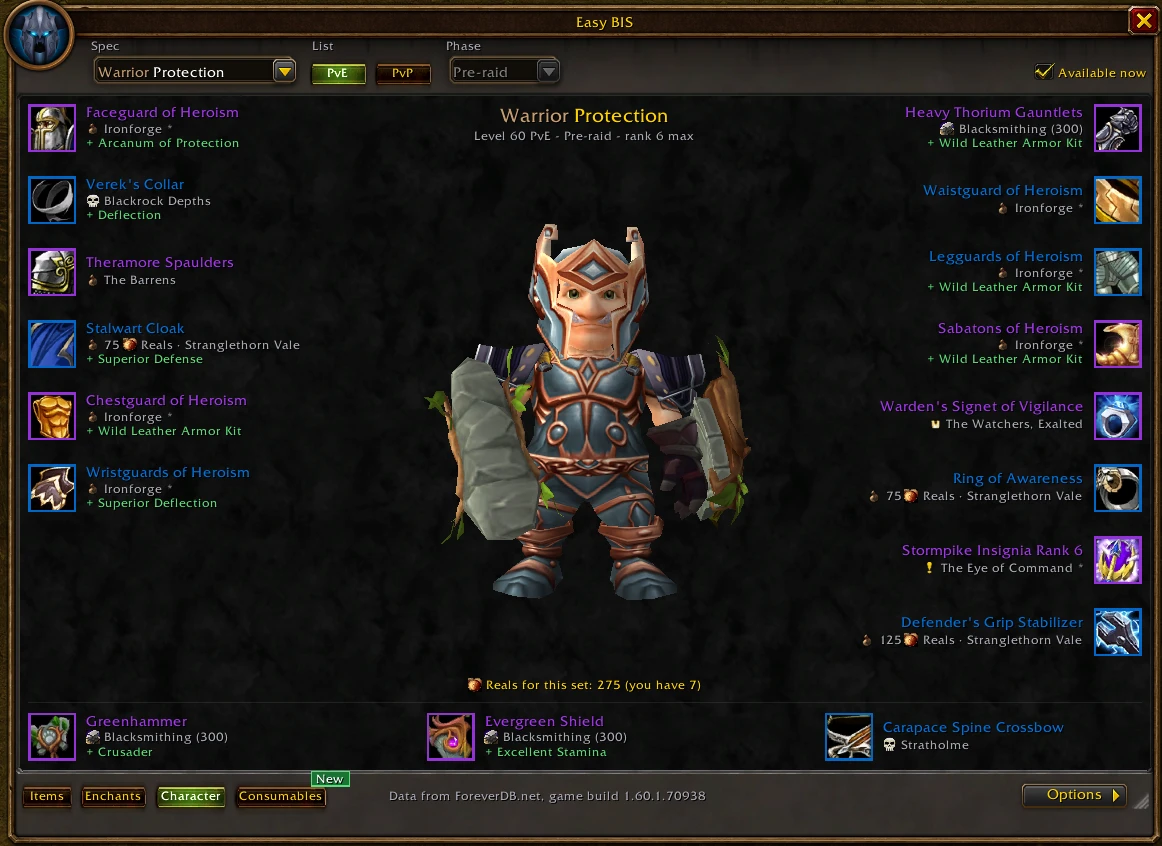 Easy BIS
Spec
List
Phase
Warrior Protection
PvE
PvP
Pre-raid
Available now
Warrior Protection
Level 60 PvE - Pre-raid - rank 6 max
Faceguard of Heroism
Ironforge *
+ Arcanum of Protection
Verek's Collar
Blackrock Depths
+ Deflection
Theramore Spaulders
The Barrens
Stalwart Cloak
75 Reals · Stranglethorn Vale
+ Superior Defense
Chestguard of Heroism
Ironforge *
+ Wild Leather Armor Kit
Wristguards of Heroism
Ironforge *
+ Superior Deflection
Heavy Thorium Gauntlets
Blacksmithing (300)
+ Wild Leather Armor Kit
Waistguard of Heroism
Ironforge *
Legguards of Heroism
Ironforge *
+ Wild Leather Armor Kit
Sabatons of Heroism
Ironforge *
+ Wild Leather Armor Kit
Warden's Signet of Vigilance
The Watchers, Exalted
Ring of Awareness
75 Reals · Stranglethorn Vale
Stormpike Insignia Rank 6
The Eye of Command *
Defender's Grip Stabilizer
125 Reals · Stranglethorn Vale
Reals for this set: 275 (you have 7)
Greenhammer
Blacksmithing (300)
+ Crusader
Evergreen Shield
Blacksmithing (300)
+ Excellent Stamina
Carapace Spine Crossbow
Stratholme
New
Items
Enchants
Character
Consumables
Data from ForeverDB.net, game build 1.60.1.70938
Options